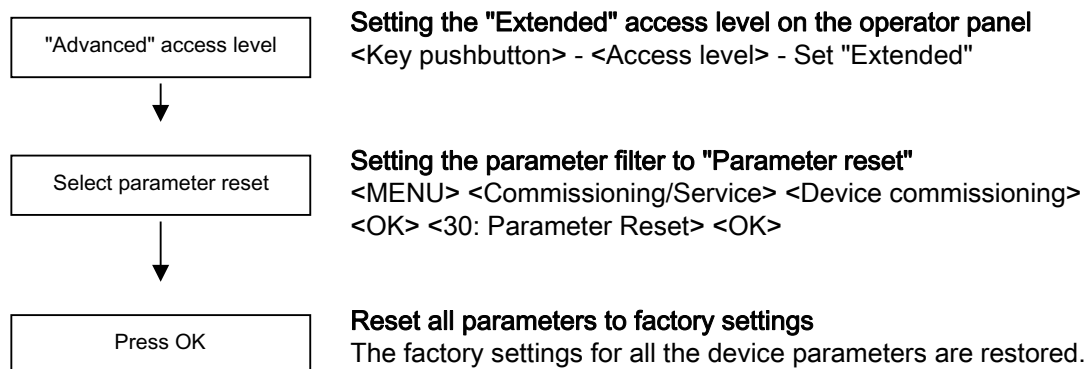 "Advanced" access level
Setting the "Extended" access level on the operator panel
<Key pushbutton> - <Access level> - Set "Extended"
Select parameter reset
Setting the parameter filter to "Parameter reset"
<MENU> <Commissioning/Service> <Device commissioning>
<OK> <30: Parameter Reset> <OK>
Press OK
Reset all parameters to factory settings
The factory settings for all the device parameters are restored.